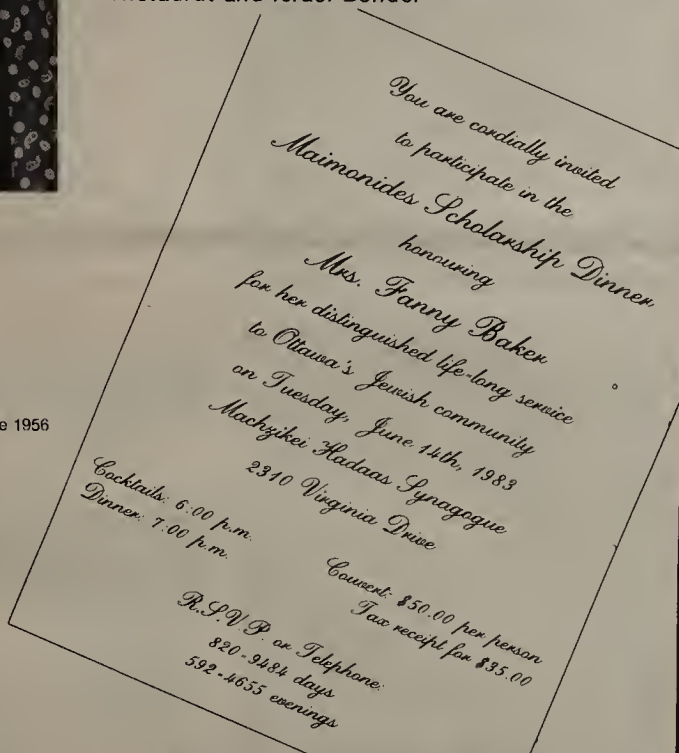 and Israel Bender
e 1956
You are cordially invited
to participate in the
Maimonides Scholarship Dinner
honouring
Mrs. Fanny Baker
for her distinguished life-long service
to Ottawa's Jewish community
on Tuesday, June 14th, 1983
Machzikei Hadaas Synagogue
2310 Virginia Drive
Cocktails: 6:00 p.m.
Dinner: 7:00 p.m.
Couvert: $50.00 per person
Tax receipt for $35.00
R.S.V.P. or Telephone:
820-9484 days
592-4655 evenings